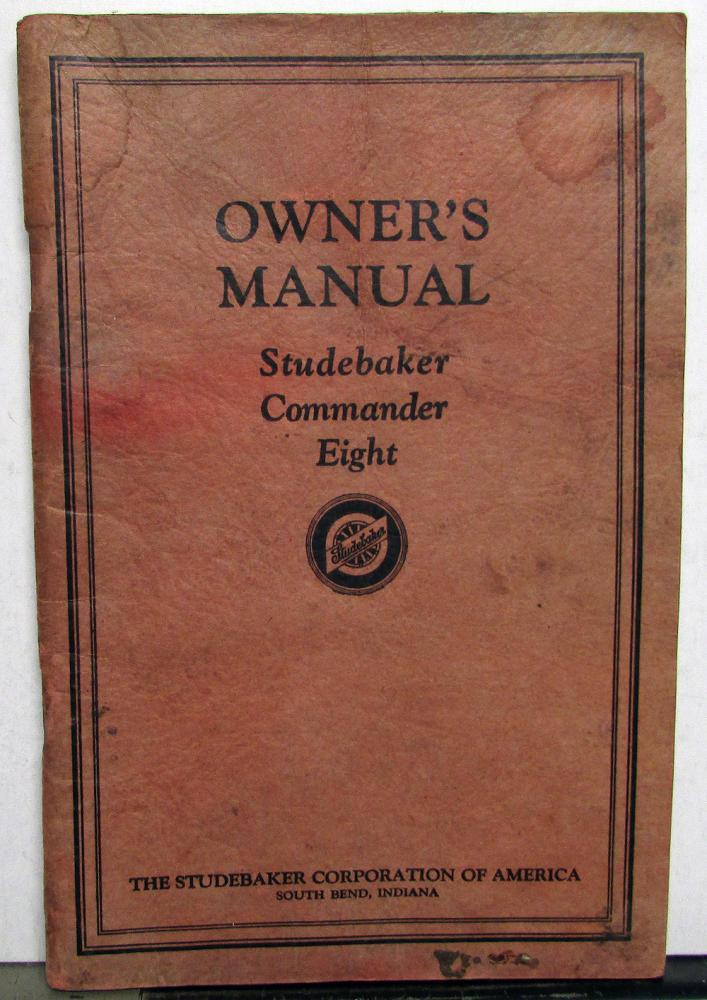 OWNER'S
MANUAL
Studebaker
Commander
Eight
Studebaker
THE STUDEBAKER CORPORATION OF AMERICA
SOUTH BEND, INDIANA